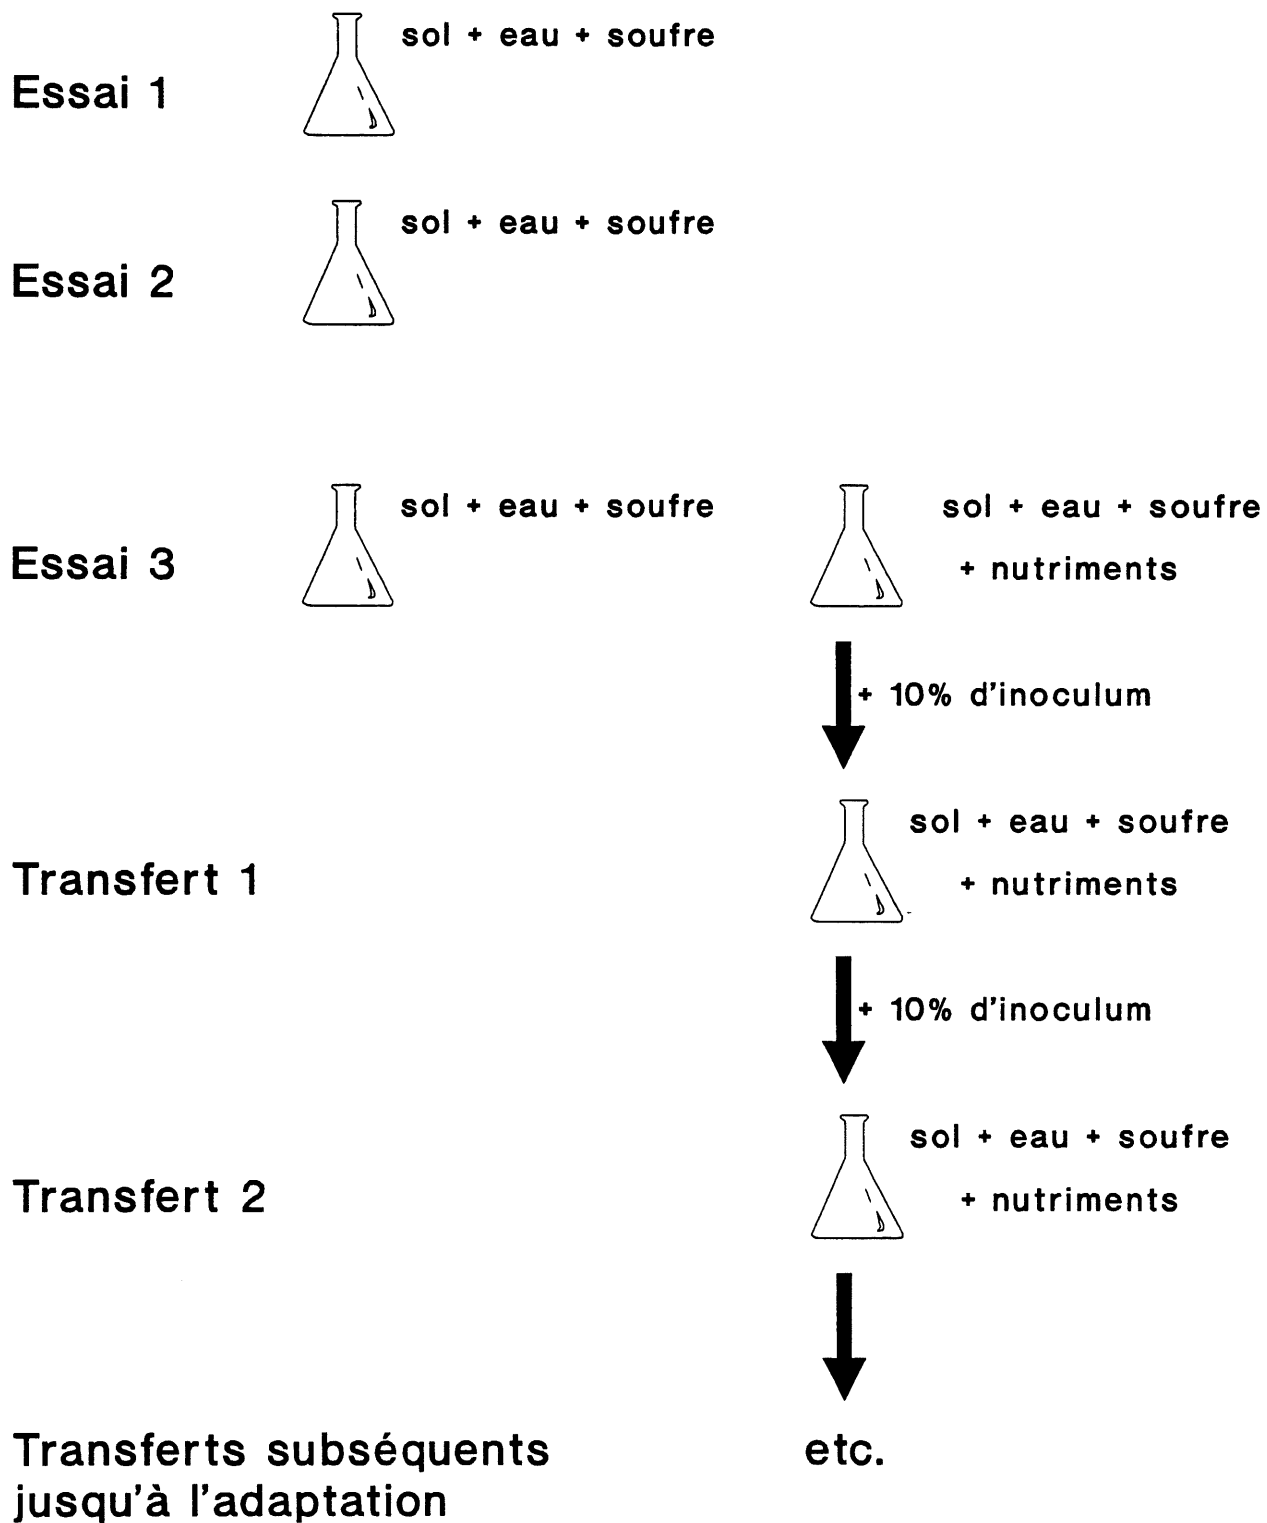 sol + eau + soufre
Essai 1
sol + eau + soufre
Essai 2
sol + eau + soufre
sol + eau + soufre
Essai 3
+ nutriments
+ 10% d'inoculum
sol + eau + soufre
Transfert 1
+ nutriments
+ 10% d'inoculum
sol + eau + soufre
Transfert 2
+ nutriments
Transferts subséquents
etc.
jusqu'à l'adaptation